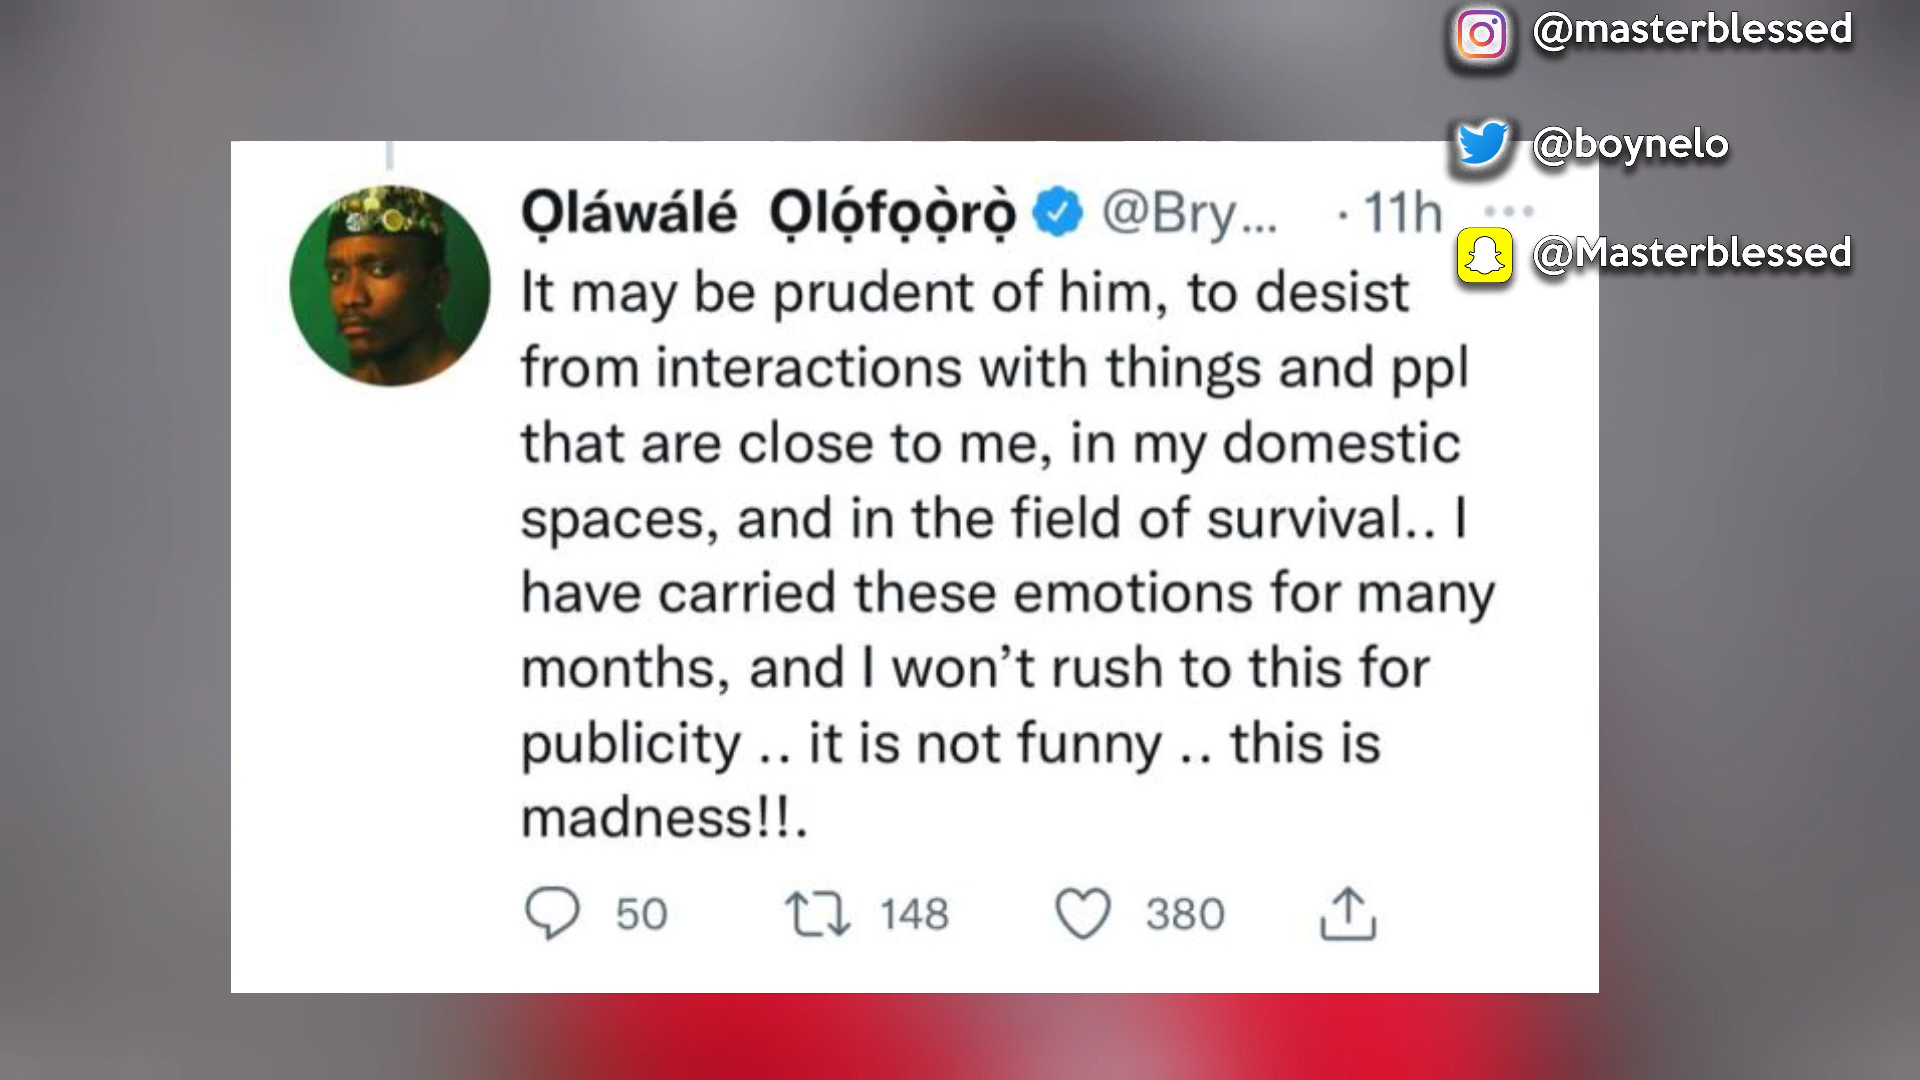 @masterblessed
@boynelo
@Masterblessed
Ọláwálé Ọlọ́fọọ̀rọ̀ @Bry... · 11h
It may be prudent of him, to desist
from interactions with things and ppl
that are close to me, in my domestic
spaces, and in the field of survival.. I
have carried these emotions for many
months, and I won’t rush to this for
publicity .. it is not funny .. this is
madness!!.
50 148 380